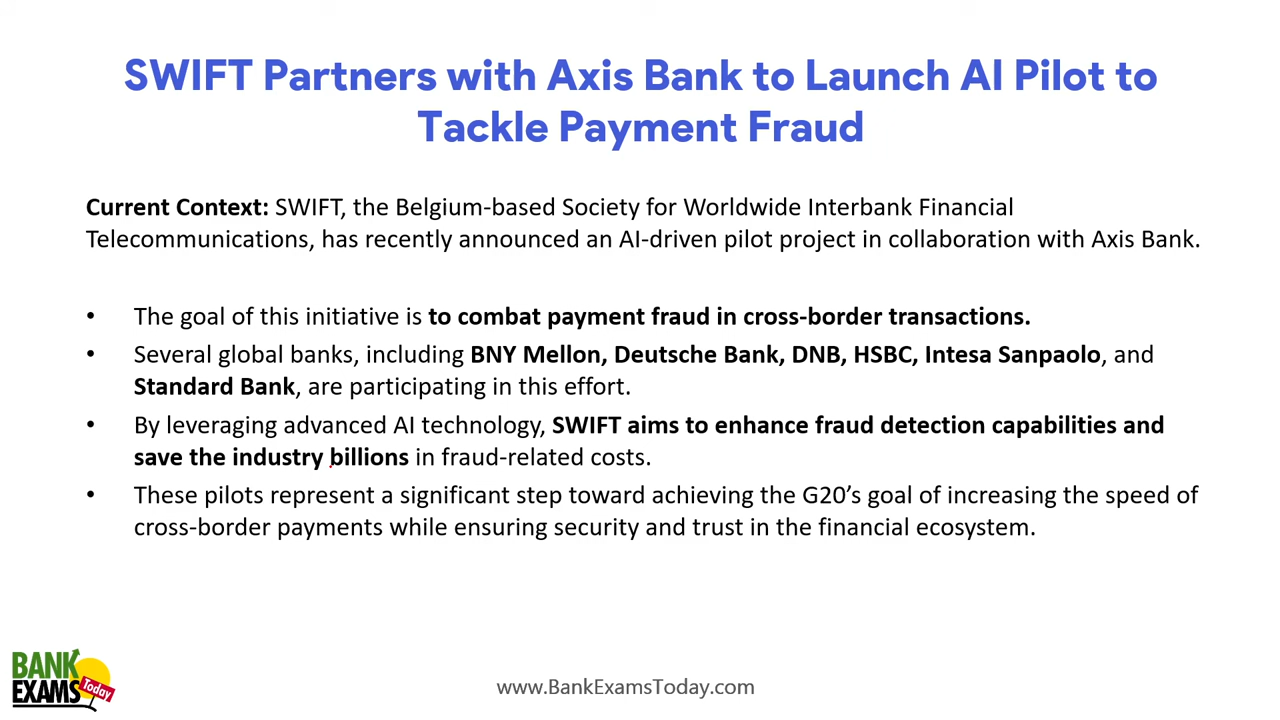 SWIFT Partners with Axis Bank to Launch AI Pilot to
Tackle Payment Fraud
Current Context: SWIFT, the Belgium-based Society for Worldwide Interbank Financial
Telecommunications, has recently announced an AI-driven pilot project in collaboration with Axis Bank.
• The goal of this initiative is to combat payment fraud in cross-border transactions.
• Several global banks, including BNY Mellon, Deutsche Bank, DNB, HSBC, Intesa Sanpaolo, and
Standard Bank, are participating in this effort.
• By leveraging advanced AI technology, SWIFT aims to enhance fraud detection capabilities and
save the industry billions in fraud-related costs.
• These pilots represent a significant step toward achieving the G20's goal of increasing the speed of
cross-border payments while ensuring security and trust in the financial ecosystem.
BANK
EXAMS
Today
www.BankExamsToday.com